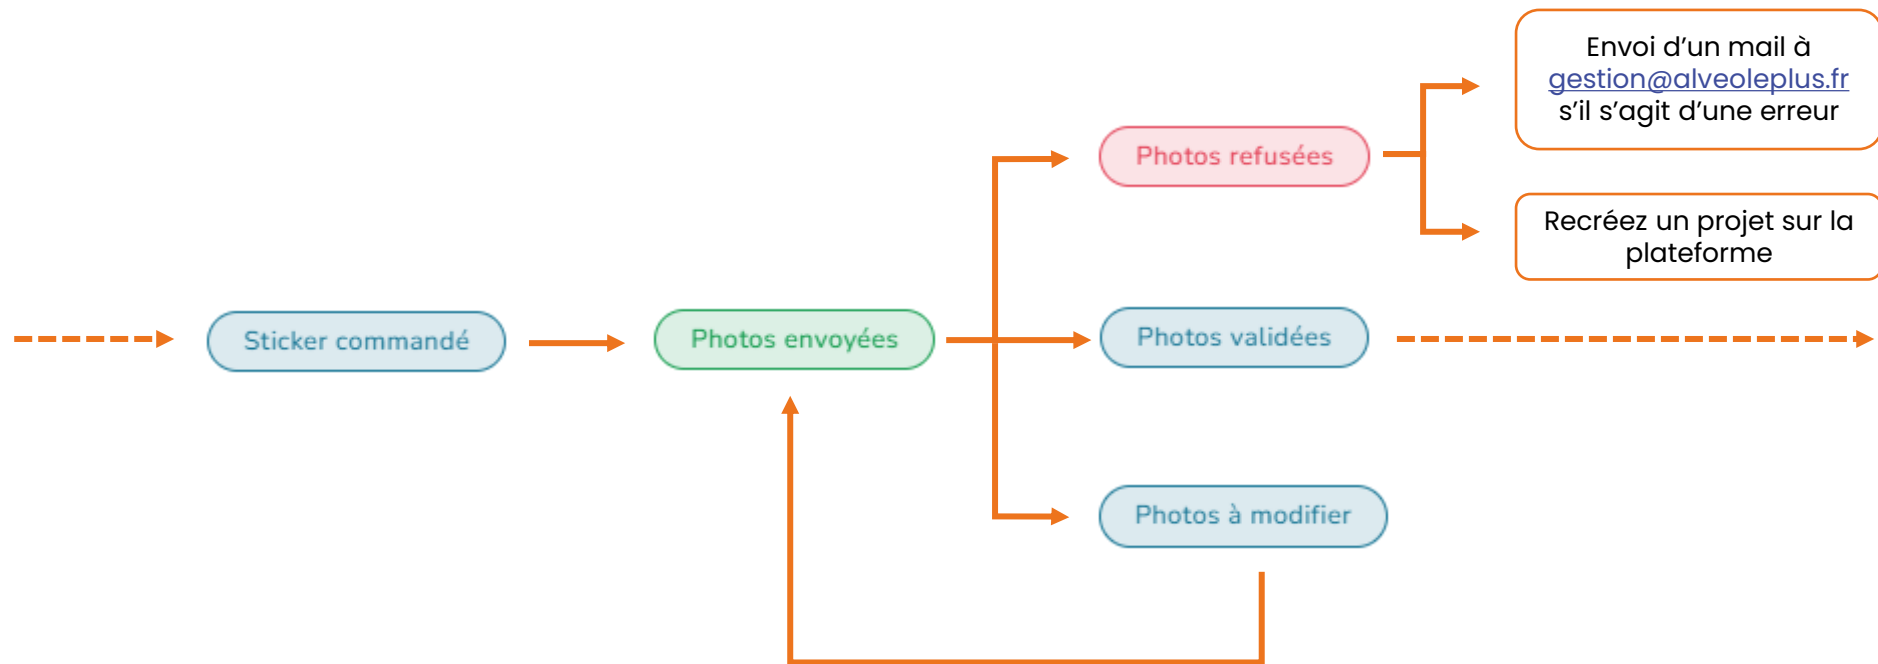 Envoi d'un mail à
gestion@alveoleplus.fr
s'il s'agit d'une erreur
Photos refusées
Recréez un projet sur la
plateforme
Sticker commandé
Photos envoyées
Photos validées
Photos à modifier